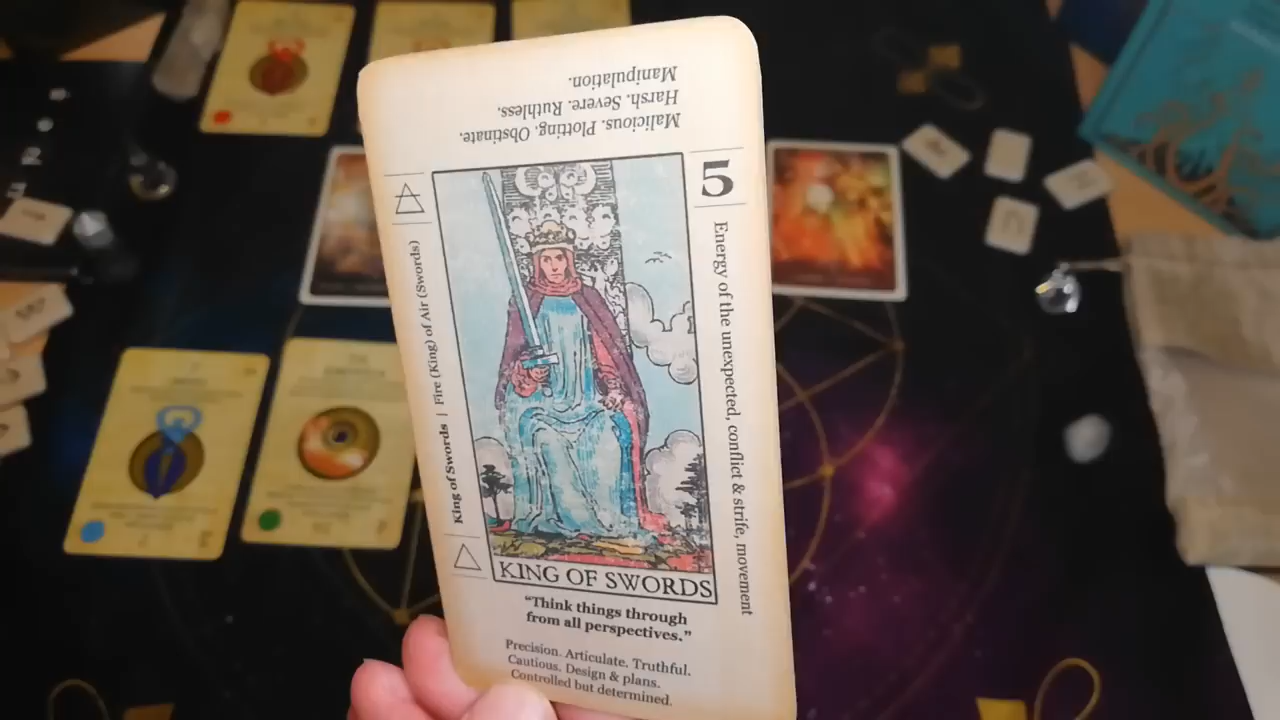 Malicious. Plotting. Obstinate.
Harsh. Severe. Ruthless.
Manipulation.
5
Energy of the unexpected, conflict & strife, movement
King of Swords | Fire (King) of Air (Swords)
KING OF SWORDS
“Think things through
from all perspectives.”
Precision. Articulate. Truthful.
Cautious. Design & plans.
Controlled but determined.